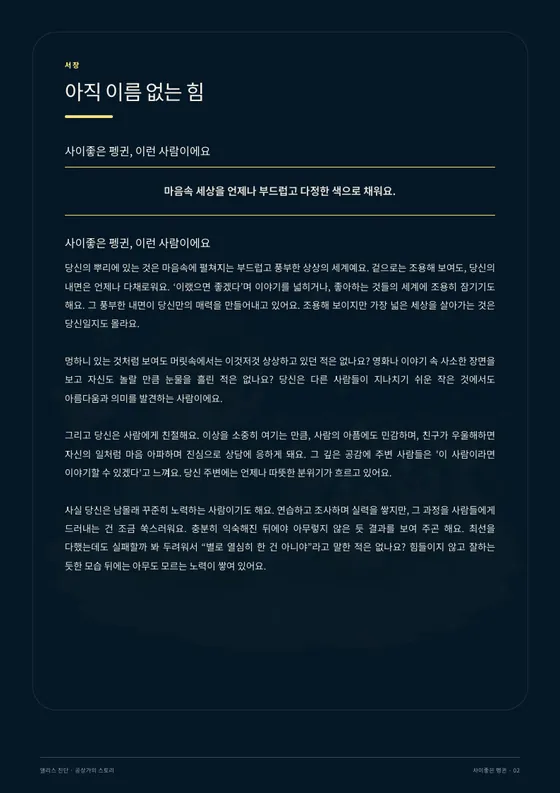 서장
아직 이름 없는 힘
사이좋은 펭귄, 이런 사람이에요
마음속 세상을 언제나 부드럽고 다정한 색으로 채워요.
사이좋은 펭귄, 이런 사람이에요
당신의 뿌리에 있는 것은 마음속에 펼쳐지는 부드럽고 풍부한 상상의 세계예요. 겉으로는 조용해 보여도, 당신의
내면은 언제나 다채로워요. ‘이랬으면 좋겠다’며 이야기를 넓히거나, 좋아하는 것들의 세계에 조용히 잠기기도
해요. 그 풍부한 내면이 당신만의 매력을 만들어내고 있어요. 조용해 보이지만 가장 넓은 세상을 살아가는 것은
당신일지도 몰라요.
멍하니 있는 것처럼 보여도 머릿속에서는 이것저것 상상하고 있던 적은 없나요? 영화나 이야기 속 사소한 장면을
보고 자신도 놀랄 만큼 눈물을 흘린 적은 없나요? 당신은 다른 사람들이 지나치기 쉬운 작은 것에서도
아름다움과 의미를 발견하는 사람이에요.
그리고 당신은 사람에게 친절해요. 이상을 소중히 여기는 만큼, 사람의 아픔에도 민감하며, 친구가 우울해하면
자신의 일처럼 마음 아파하며 진심으로 상담에 응하게 돼요. 그 깊은 공감에 주변 사람들은 ‘이 사람이라면
이야기할 수 있겠다’고 느껴요. 당신 주변에는 언제나 따뜻한 분위기가 흐르고 있어요.
사실 당신은 남몰래 꾸준히 노력하는 사람이기도 해요. 연습하고 조사하며 실력을 쌓지만, 그 과정을 사람들에게
드러내는 건 조금 쑥스러워요. 충분히 익숙해진 뒤에야 아무렇지 않은 듯 결과를 보여 주곤 해요. 최선을
다했는데도 실패할까 봐 두려워서 “별로 열심히 한 건 아니야”라고 말한 적은 없나요? 힘들이지 않고 잘하는
듯한 모습 뒤에는 아무도 모르는 노력이 쌓여 있어요.
앨리스 진단 · 공상가의 스토리
사이좋은 펭귄 · 02